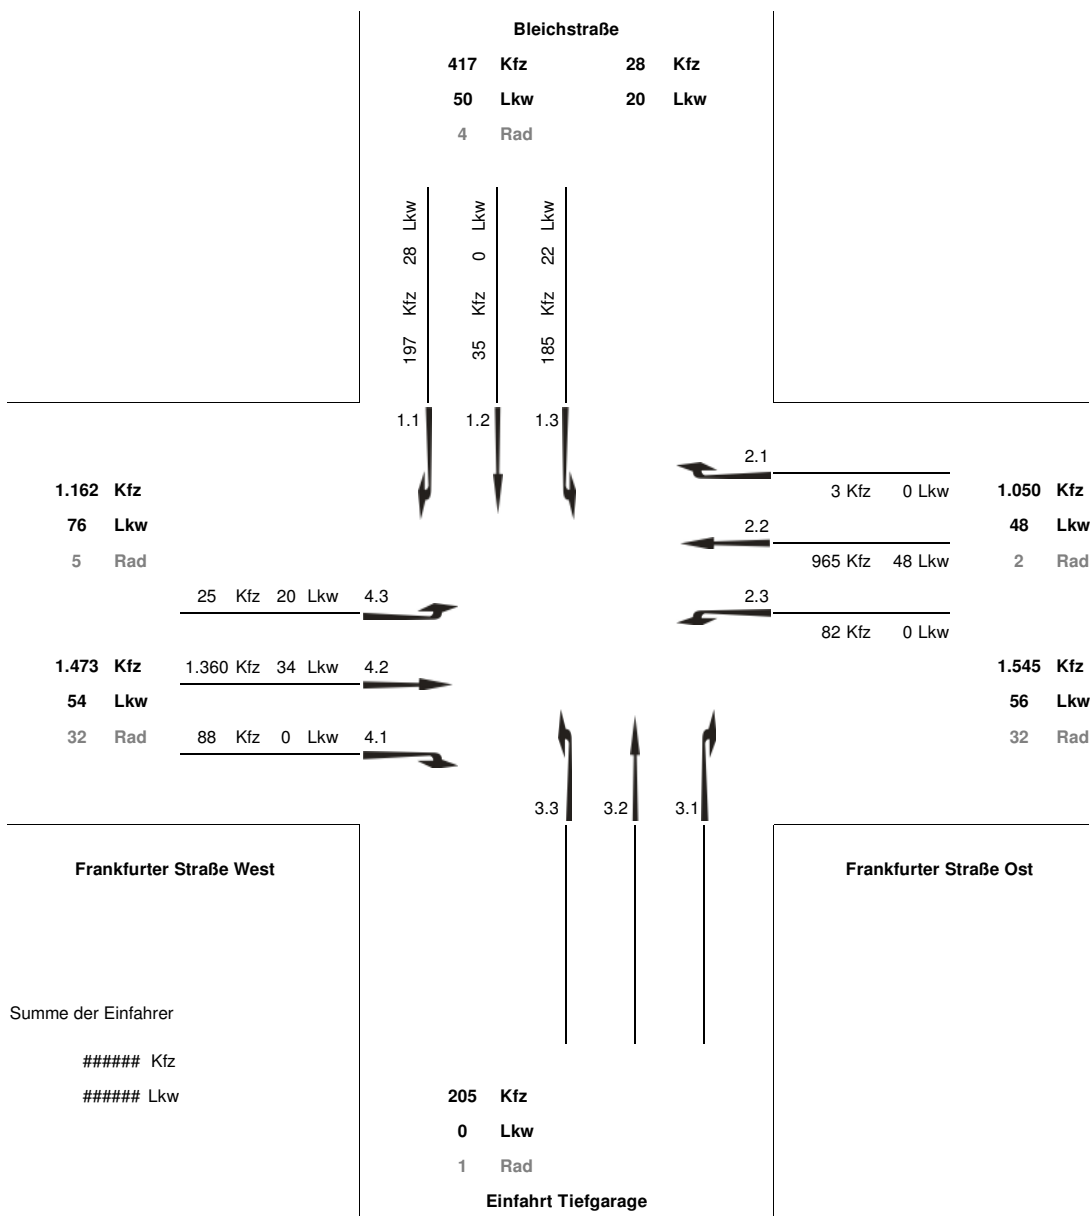 Bleichstraße
417 Kfz 28 Kfz
50 Lkw 20 Lkw
4 Rad
197 Kfz 28 Lkw
35 Kfz 0 Lkw
185 Kfz 22 Lkw
1.1 1.2 1.3
2.1
3 Kfz 0 Lkw
2.2
965 Kfz 48 Lkw
2.3
82 Kfz 0 Lkw
1.050 Kfz
48 Lkw
2 Rad
1.162 Kfz
76 Lkw
5 Rad
25 Kfz 20 Lkw 4.3
1.360 Kfz 34 Lkw 4.2
88 Kfz 0 Lkw 4.1
1.473 Kfz
54 Lkw
32 Rad
1.545 Kfz
56 Lkw
32 Rad
3.3 3.2 3.1
Frankfurter Straße West
Frankfurter Straße Ost
Summe der Einfahrer
###### Kfz
###### Lkw
205 Kfz
0 Lkw
1 Rad
Einfahrt Tiefgarage